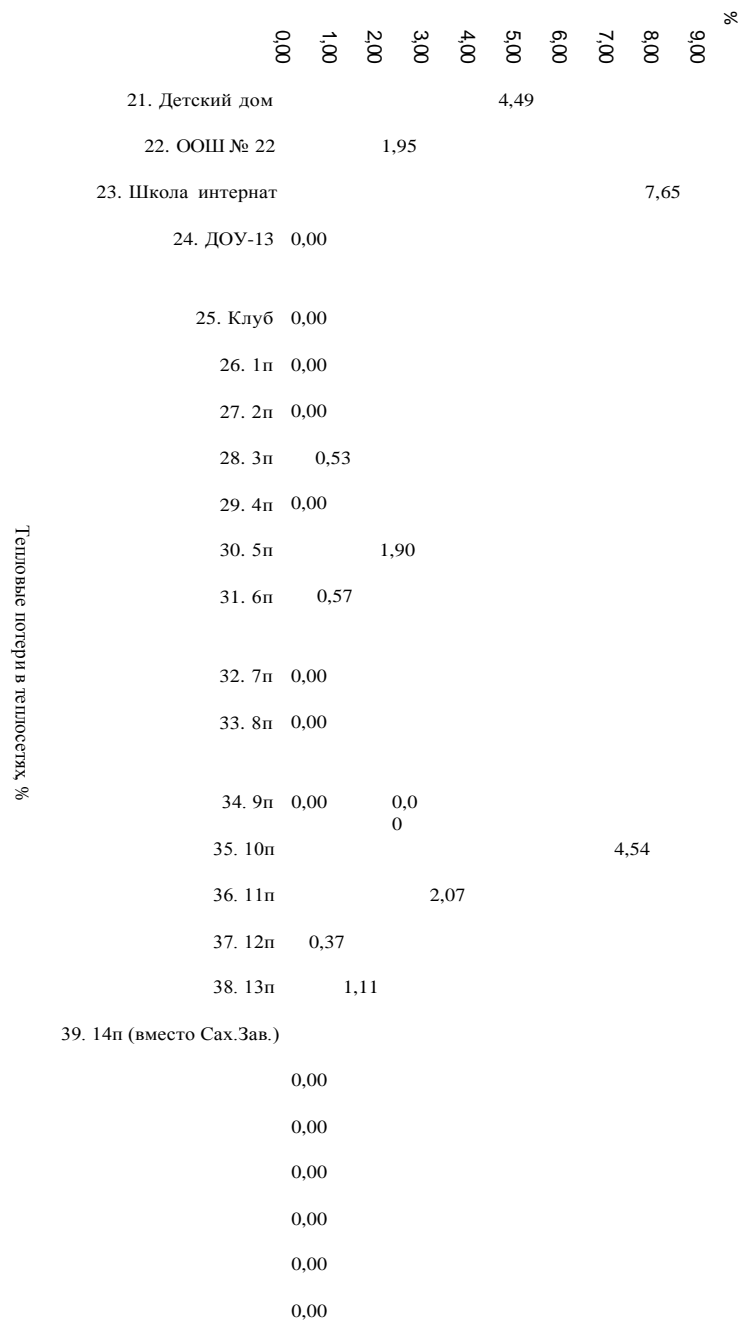 %
0,00 1,00 2,00 3,00 4,00 5,00 6,00 7,00 8,00 9,00
21. Детский дом 4,49
22. ООШ № 22 1,95
23. Школа интернат 7,65
24. ДОУ-13 0,00
25. Клуб 0,00
26. 1п 0,00
27. 2п 0,00
28. 3п 0,53
29. 4п 0,00
30. 5п 1,90
31. 6п 0,57
32. 7п 0,00
33. 8п 0,00
34. 9п 0,00 0,0
0
35. 10п 4,54
36. 11п 2,07
37. 12п 0,37
38. 13п 1,11
39. 14п (вместо Сах.Зав.)
0,00
0,00
0,00
0,00
0,00
0,00
Тепловые потери в теплосетях, %